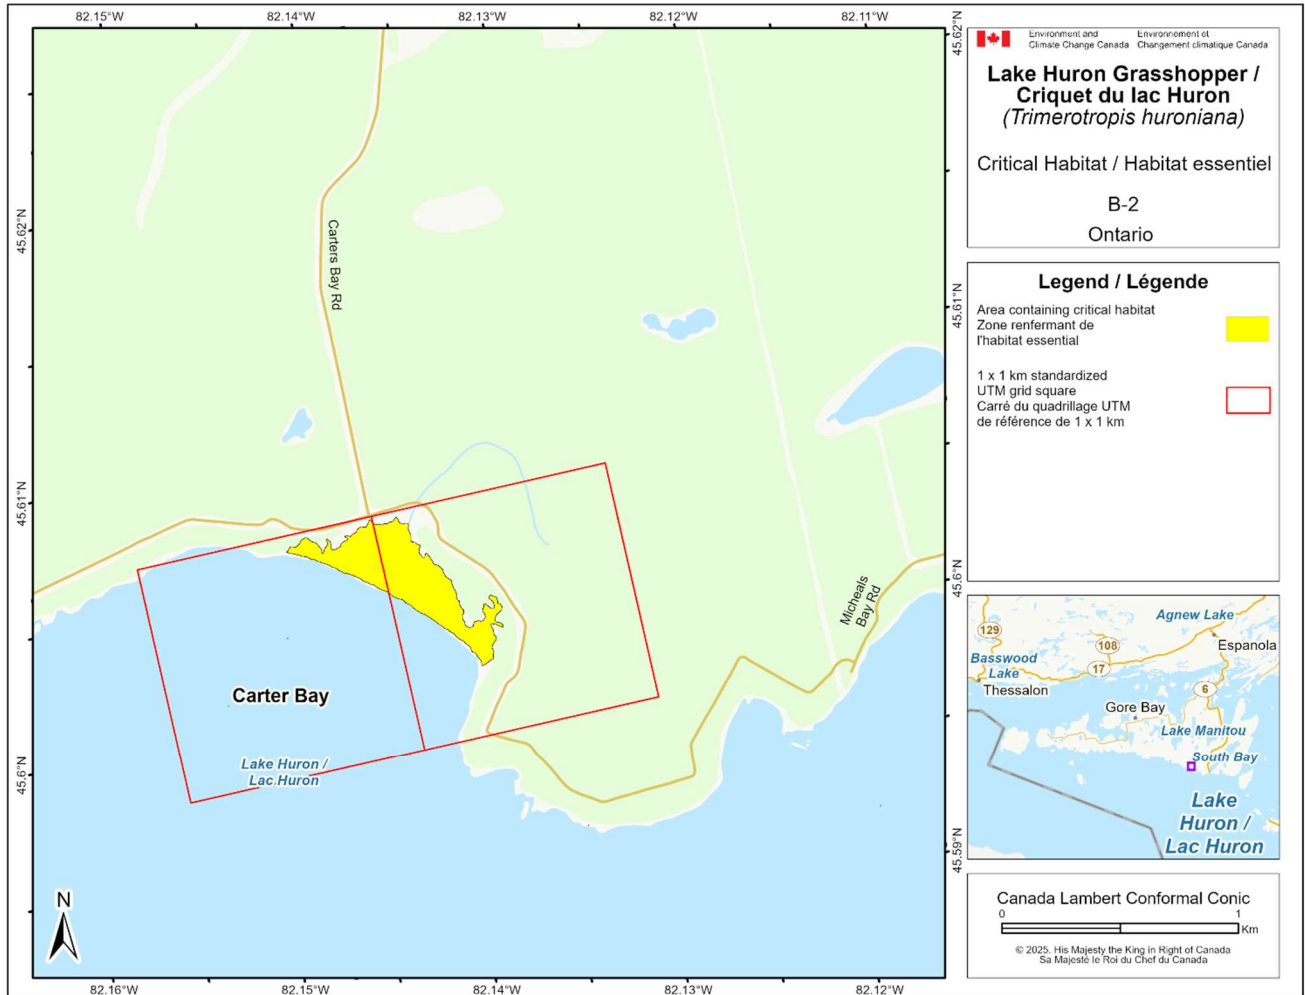 82.15°W
82.14°W
82.13°W
82.12°W
82.11°W
45.62°N
45.61°N
45.6°N
Carters Bay Rd
Micheals
Bay Rd
Carter Bay
Lake Huron /
Lac Huron
N
45.62°N
45.61°N
45.6°N
45.59°N
82.16°W
82.15°W
82.14°W
82.13°W
82.12°W
Environment and
Climate Change Canada
Environnement et
Changement climatique Canada
Lake Huron Grasshopper /
Criquet du lac Huron
(Trimerotropis huroniana)
Critical Habitat / Habitat essentiel
B-2
Ontario
Legend / Légende
Area containing critical habitat
Zone renfermant de
l'habitat essential
1 x 1 km standardized
UTM grid square
Carré du quadrillage UTM
de référence de 1 x 1 km
Agnew Lake
129
108
Espanola
Basswood
Lake
17
Thessalon
6
Gore Bay
Lake Manitou
South Bay
Lake
Huron /
Lac Huron
Canada Lambert Conformal Conic
0 1
Km
© 2025. His Majesty the King in Right of Canada
Sa Majesté le Roi du Chef du Canada